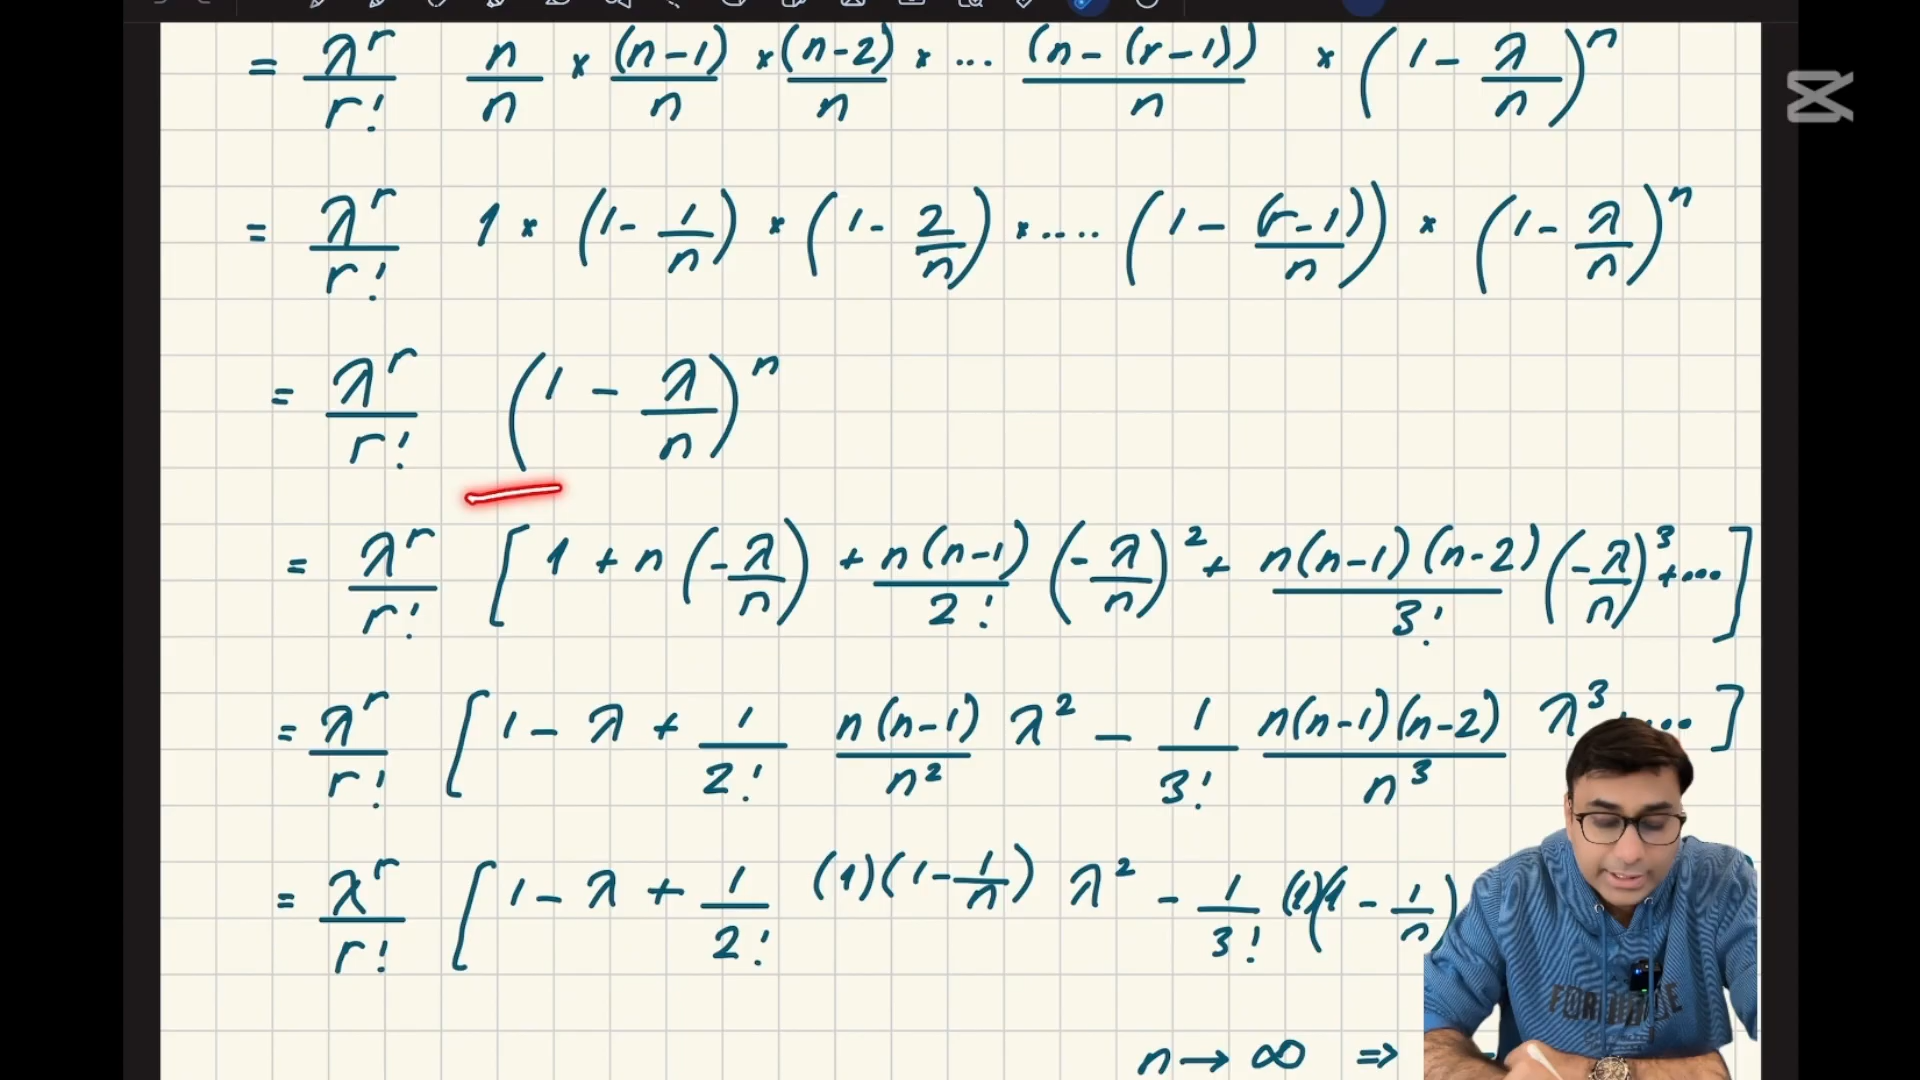 = λ^r/r! n/n × (n-1)/n × (n-2)/n × ... (n-(r-1))/n × (1 - λ/n)^n
= λ^r/r! 1 × (1 - 1/n) × (1 - 2/n) × .... (1 - (r-1)/n) × (1 - λ/n)^n
= λ^r/r! (1 - λ/n)^n
= λ^r/r! [1 + n(-λ/n) + n(n-1)/2! (-λ/n)^2 + n(n-1)(n-2)/3! (-λ/n)^3 + ...]
= λ^r/r! [1 - λ + 1/2! n(n-1)/n^2 λ^2 - 1/3! n(n-1)(n-2)/n^3 λ^3 ....]
= λ^r/r! [1 - λ + 1/2! (1)(1 - 1/n) λ^2 - 1/3! (1)(1 - 1/n)
n → ∞ ⇒